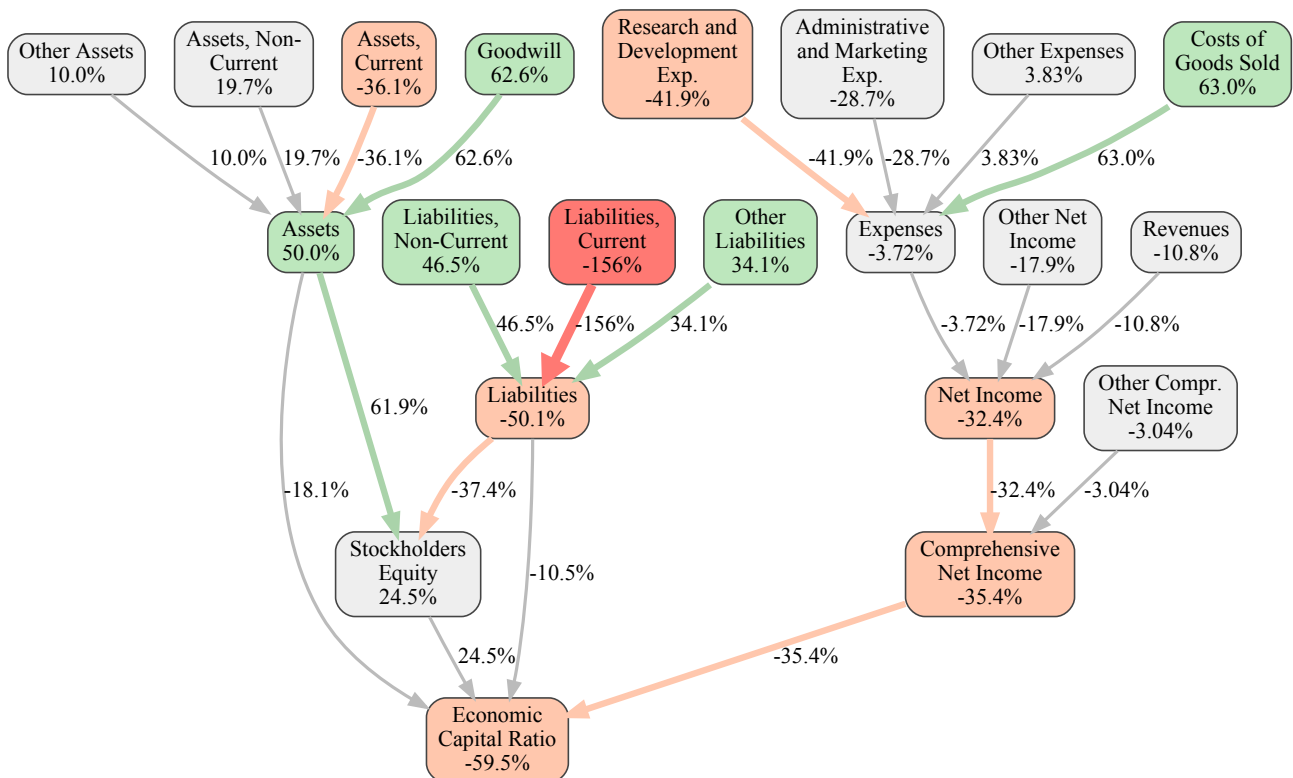 Other Assets
10.0%
Assets, Non-
Current
19.7%
Assets,
Current
-36.1%
Goodwill
62.6%
Research and
Development
Exp.
-41.9%
Administrative
and Marketing
Exp.
-28.7%
Other Expenses
3.83%
Costs of
Goods Sold
63.0%
10.0%
19.7%
-36.1%
62.6%
-41.9%
-28.7%
3.83%
63.0%
Assets
50.0%
Liabilities,
Non-Current
46.5%
Liabilities,
Current
-156%
Other
Liabilities
34.1%
Expenses
-3.72%
Other Net
Income
-17.9%
Revenues
-10.8%
46.5%
-156%
34.1%
-3.72%
-17.9%
-10.8%
61.9%
Liabilities
-50.1%
Net Income
-32.4%
Other Compr.
Net Income
-3.04%
-18.1%
-37.4%
-32.4%
-3.04%
Stockholders
Equity
24.5%
-10.5%
Comprehensive
Net Income
-35.4%
24.5%
-35.4%
Economic
Capital Ratio
-59.5%